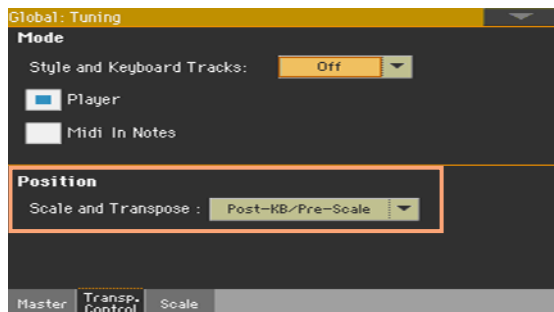 Global: Tuning
Mode
Style and Keyboard Tracks: Off
Player
Midi In Notes
Position
Scale and Transpose : Post-KB/Pre-Scale
Master Transp. Control Scale